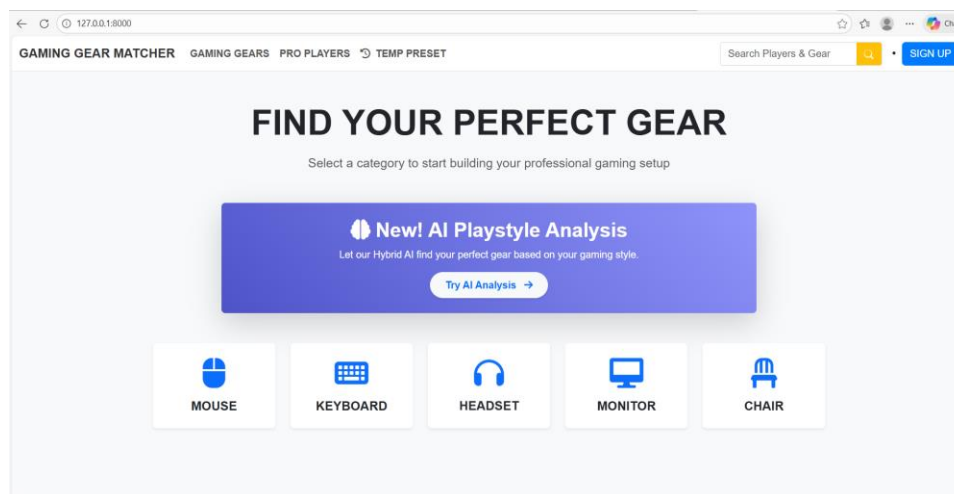 127.0.0.1:8000
GAMING GEAR MATCHER GAMING GEARS PRO PLAYERS TEMP PRESET Search Players & Gear SIGN UP
FIND YOUR PERFECT GEAR
Select a category to start building your professional gaming setup
New! AI Playstyle Analysis
Let our Hybrid AI find your perfect gear based on your gaming style.
Try AI Analysis →
MOUSE KEYBOARD HEADSET MONITOR CHAIR